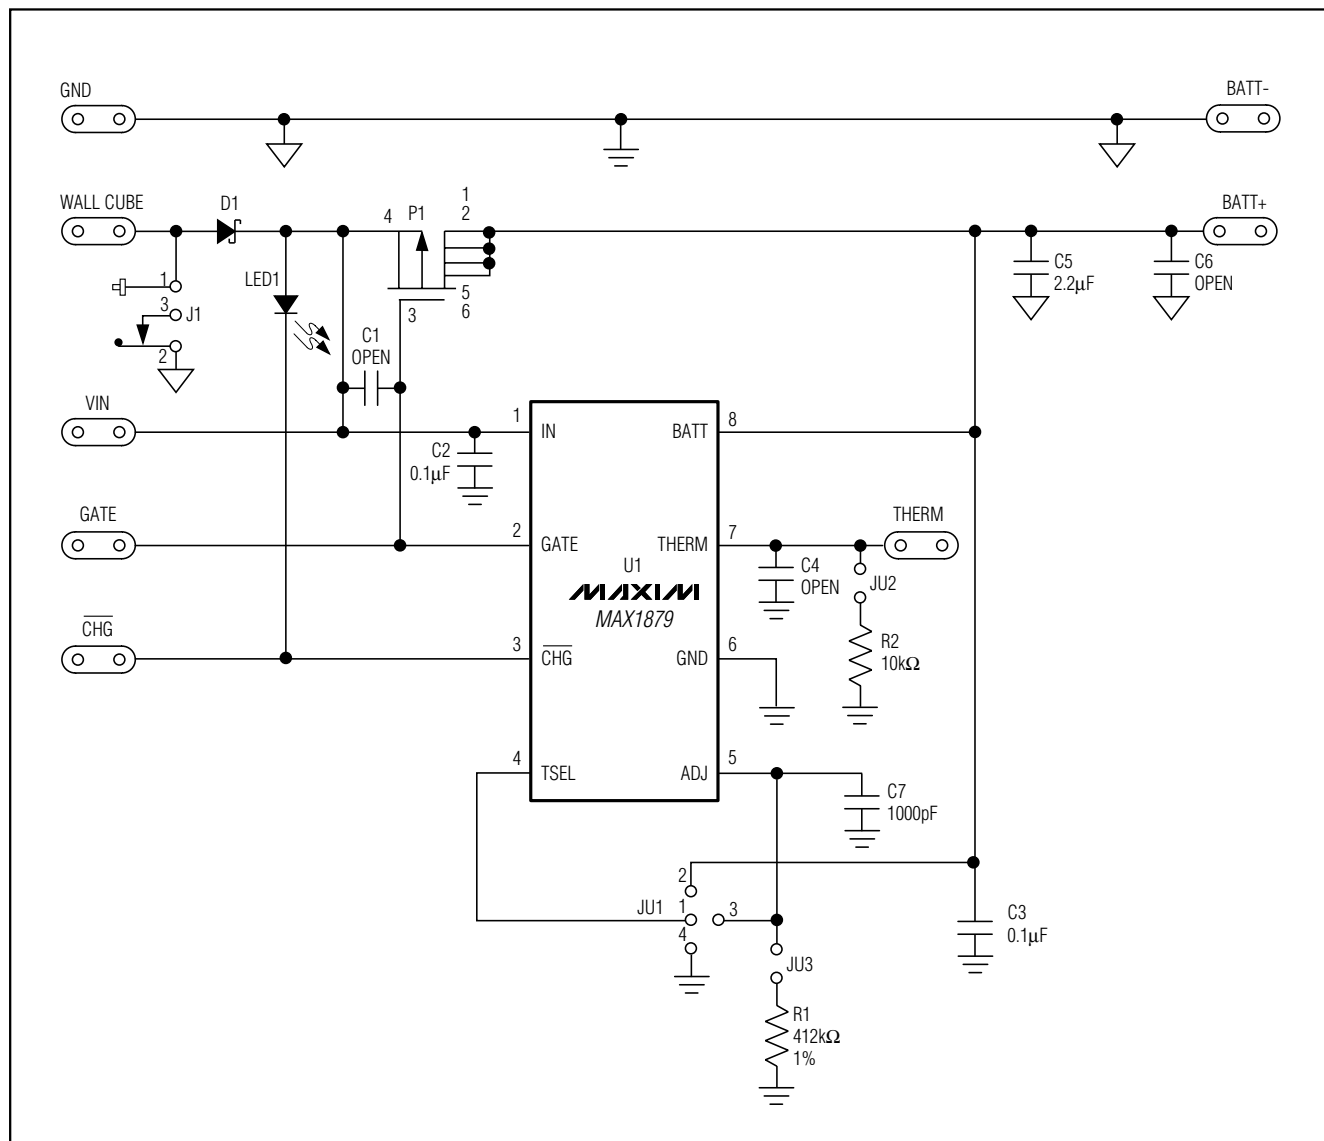 GND
BATT-
WALL CUBE
D1
4
P1
1
2
BATT+
LED1
1
3
J1
2
3
5
6
C5
2.2µF
C6
OPEN
C1
OPEN
VIN
1
IN
BATT
8
C2
0.1µF
GATE
2
GATE
THERM
7
THERM
U1
MAXIM
MAX1879
C4
OPEN
JU2
R2
10kΩ
CHG
3
CHG
GND
6
4
TSEL
ADJ
5
C7
1000pF
2
JU1
1
3
4
C3
0.1µF
JU3
R1
412kΩ
1%